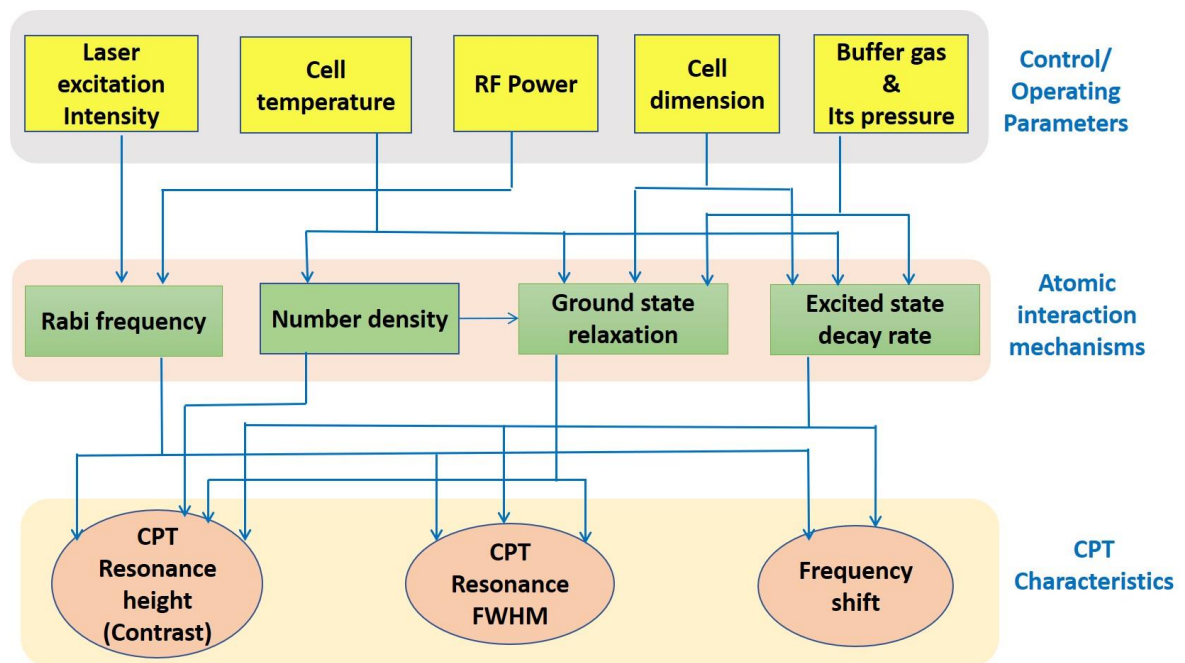 Laser
excitation
Intensity
Cell
temperature
RF Power
Cell
dimension
Buffer gas
&
Its pressure
Control/
Operating
Parameters
Rabi frequency
Number density
Ground state
relaxation
Excited state
decay rate
Atomic
interaction
mechanisms
CPT
Resonance
height
(Contrast)
CPT
Resonance
FWHM
Frequency
shift
CPT
Characteristics